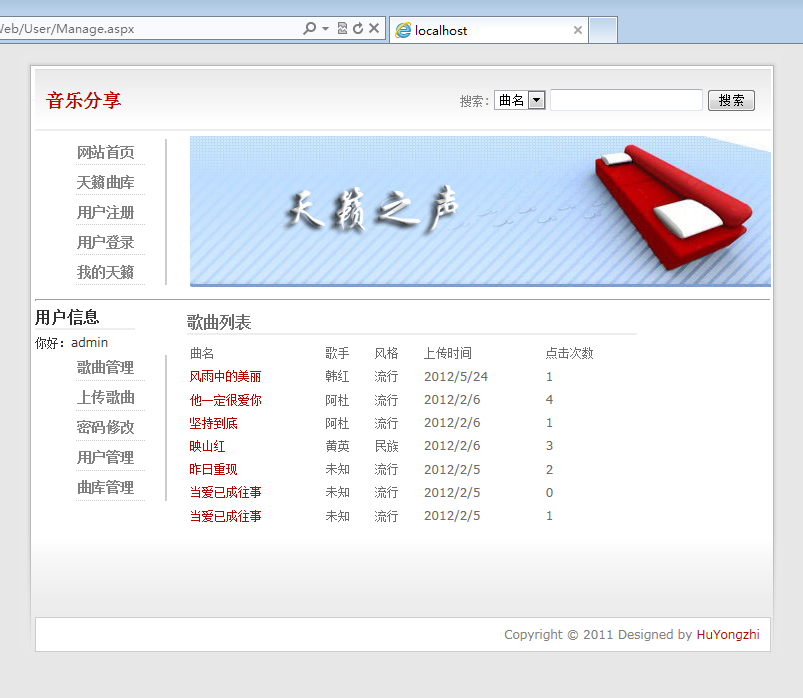 Web/User/Manage.aspx
localhost
音乐分享
搜索: 曲名 搜索
网站首页
天籁曲库
用户注册
用户登录
我的天籁
天籁之声
用户信息
你好：admin
歌曲管理
上传歌曲
密码修改
用户管理
曲库管理
歌曲列表
曲名 歌手 风格 上传时间 点击次数
风雨中的美丽 韩红 流行 2012/5/24 1
他一定很爱你 阿杜 流行 2012/2/6 4
坚持到底 阿杜 流行 2012/2/6 1
映山红 黄英 民族 2012/2/6 3
昨日重现 未知 流行 2012/2/5 2
当爱已成往事 未知 流行 2012/2/5 0
当爱已成往事 未知 流行 2012/2/5 1
Copyright © 2011 Designed by HuYongzhi